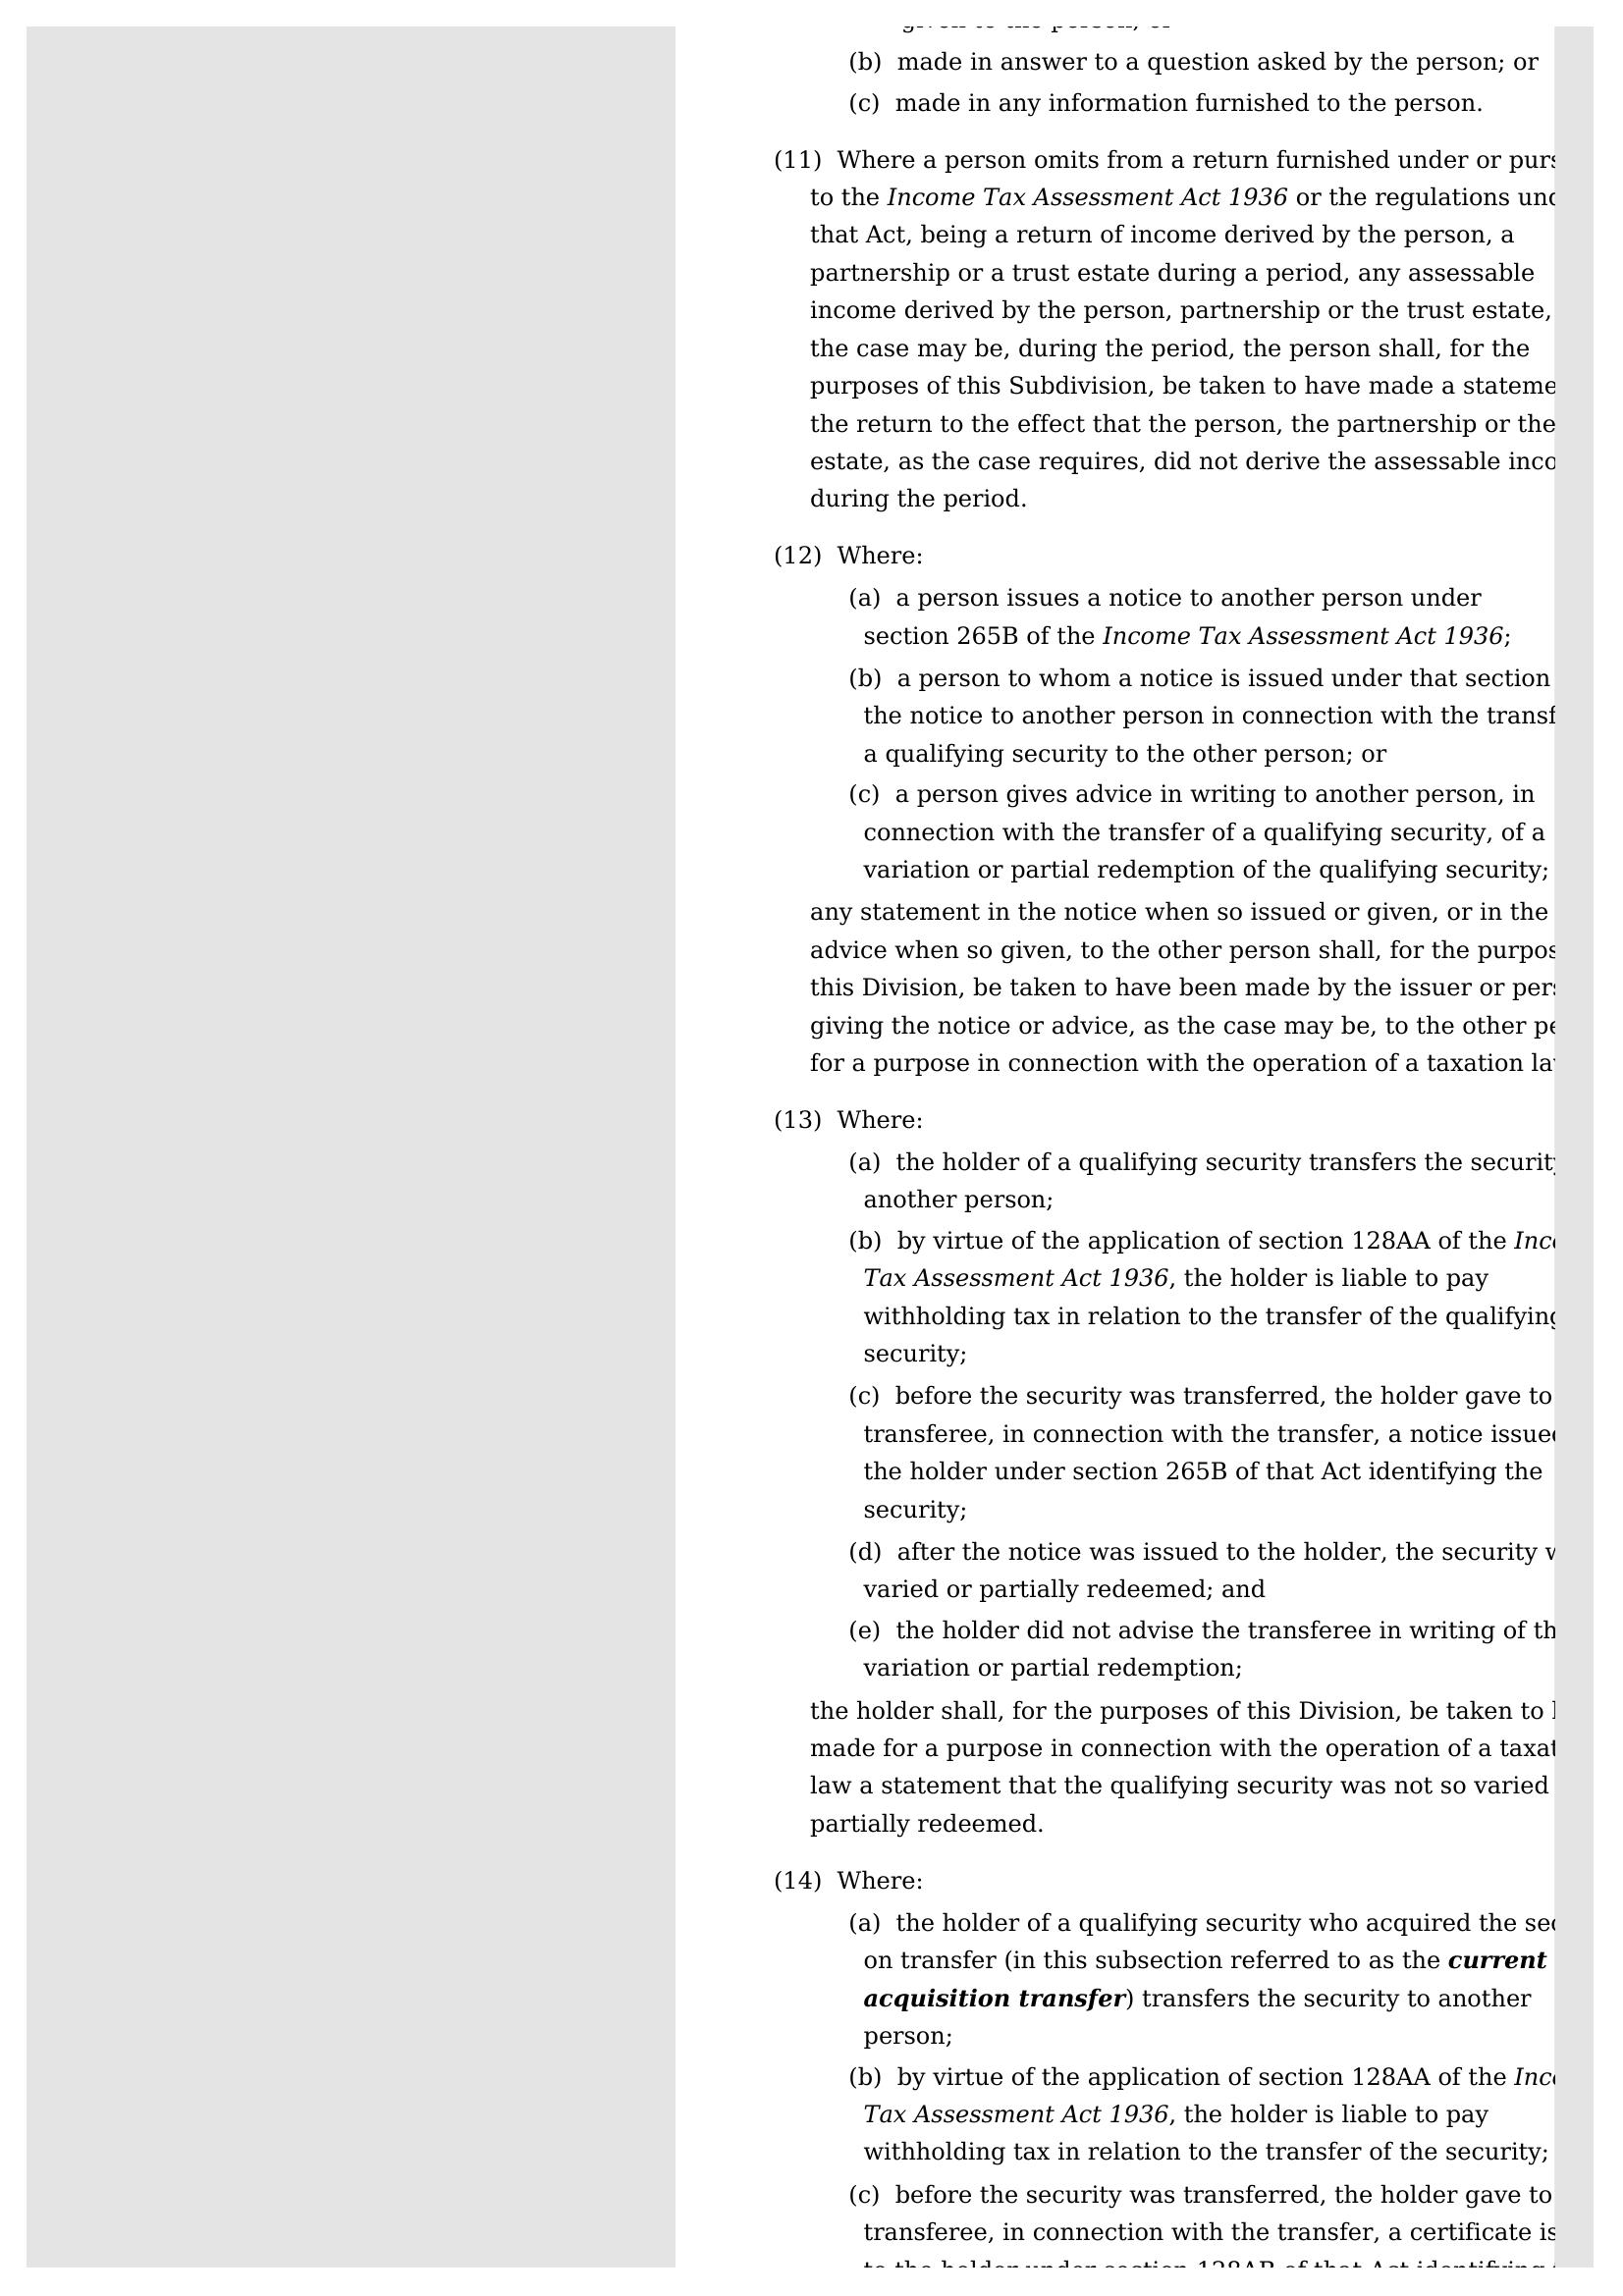 given to the person; or
(b) made in answer to a question asked by the person; or
(c) made in any information furnished to the person.
(11) Where a person omits from a return furnished under or
to the Income Tax Assessment Act 1936 or the regulations
that Act, being a return of income derived by the person, a
partnership or a trust estate during a period, any assessable
income derived by the person, partnership or the trust estate,
the case may be, during the period, the person shall, for the
purposes of this Subdivision, be taken to have made a
the return to the effect that the person, the partnership or the
estate, as the case requires, did not derive the assessable
during the period.
(12) Where:
(a) a person issues a notice to another person under
section 265B of the Income Tax Assessment Act 1936;
(b) a person to whom a notice is issued under that section
the notice to another person in connection with the
a qualifying security to the other person; or
(c) a person gives advice in writing to another person, in
connection with the transfer of a qualifying security, of a
variation or partial redemption of the qualifying security;
any statement in the notice when so issued or given, or in the
advice when so given, to the other person shall, for the
this Division, be taken to have been made by the issuer or
giving the notice or advice, as the case may be, to the other
for a purpose in connection with the operation of a taxation
(13) Where:
(a) the holder of a qualifying security transfers the
another person;
(b) by virtue of the application of section 128AA of the
Tax Assessment Act 1936, the holder is liable to pay
withholding tax in relation to the transfer of the qualifying
security;
(c) before the security was transferred, the holder gave to
transferee, in connection with the transfer, a notice
the holder under section 265B of that Act identifying the
security;
(d) after the notice was issued to the holder, the security
varied or partially redeemed; and
(e) the holder did not advise the transferee in writing of
variation or partial redemption;
the holder shall, for the purposes of this Division, be taken to
made for a purpose in connection with the operation of a
law a statement that the qualifying security was not so varied
partially redeemed.
(14) Where:
(a) the holder of a qualifying security who acquired the
on transfer (in this subsection referred to as the current
acquisition transfer) transfers the security to another
person;
(b) by virtue of the application of section 128AA of the
Tax Assessment Act 1936, the holder is liable to pay
withholding tax in relation to the transfer of the security;
(c) before the security was transferred, the holder gave to
transferee, in connection with the transfer, a certificate
to the holder under section 128AB of that Act identifying